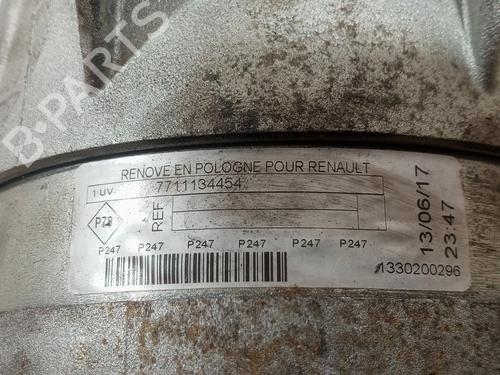 B-PARTS
RENOVE EN POLOGNE POUR RENAULT
1 UV 7711134454
P78 REF
P247 P247 P247 P247 P247 P247
1330200296
13/06/17
23:47